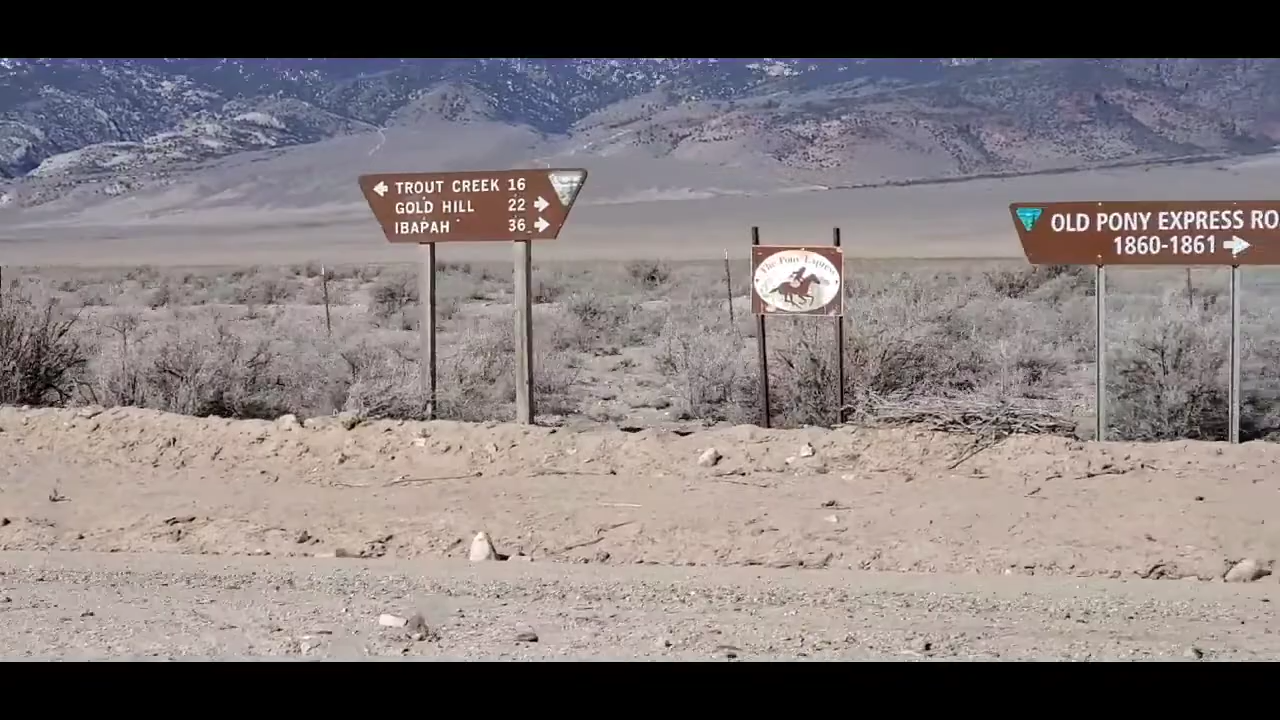 TROUT CREEK 16
GOLD HILL 22
IBAPAH 36
The Pony Express
OLD PONY EXPRESS RO
1860-1861